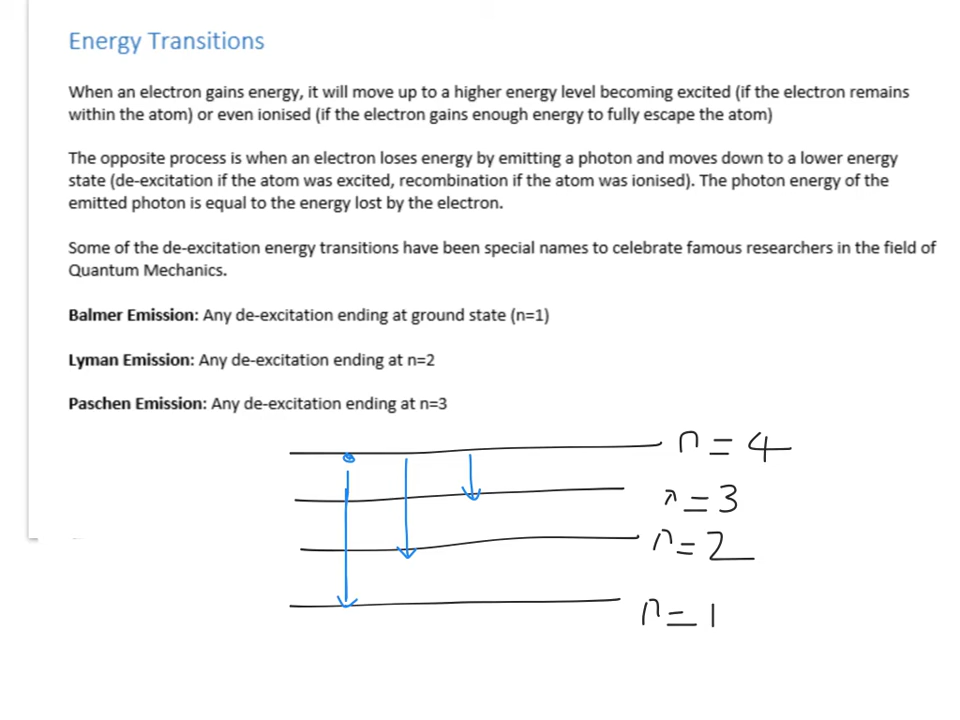 Energy Transitions
When an electron gains energy, it will move up to a higher energy level becoming excited (if the electron remains
within the atom) or even ionised (if the electron gains enough energy to fully escape the atom)
The opposite process is when an electron loses energy by emitting a photon and moves down to a lower energy
state (de-excitation if the atom was excited, recombination if the atom was ionised). The photon energy of the
emitted photon is equal to the energy lost by the electron.
Some of the de-excitation energy transitions have been special names to celebrate famous researchers in the field of
Quantum Mechanics.
Balmer Emission: Any de-excitation ending at ground state (n=1)
Lyman Emission: Any de-excitation ending at n=2
Paschen Emission: Any de-excitation ending at n=3
n = 4
n = 3
n = 2
n = 1